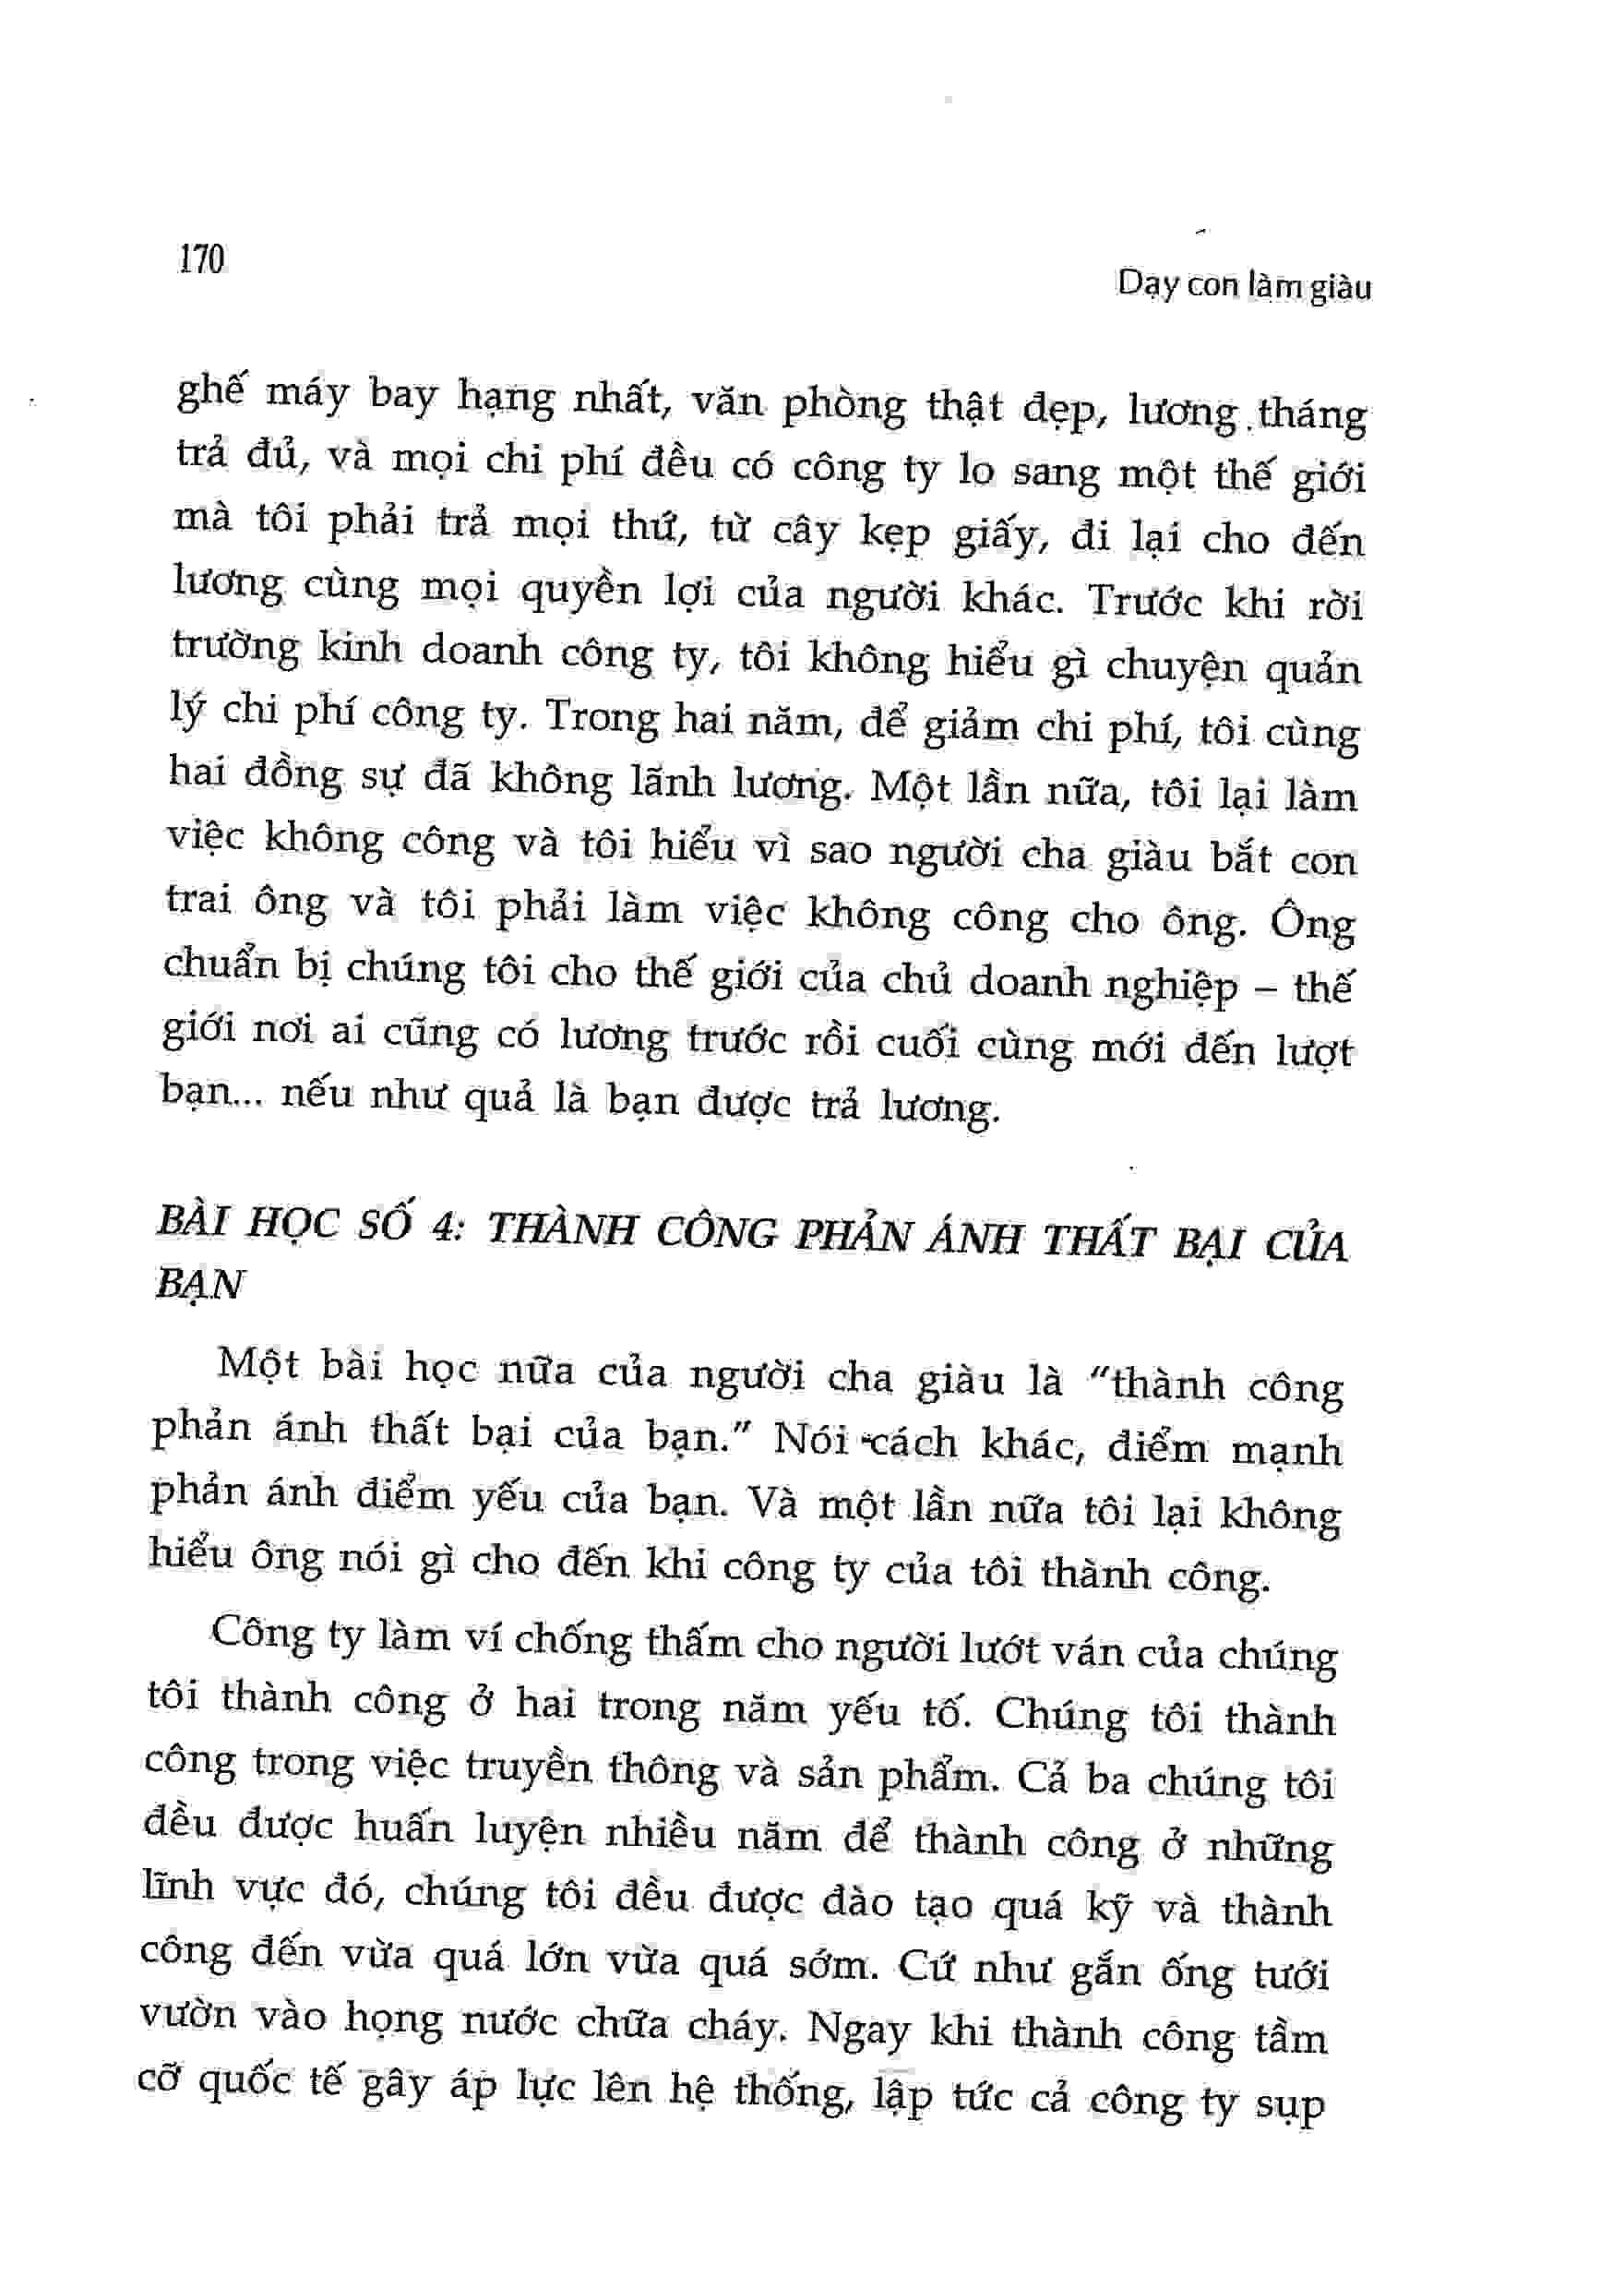 170
Dạy con làm giàu
ghế máy bay hạng nhất, văn phòng thật đẹp, lương tháng
trả đủ, và mọi chi phí đều có công ty lo sang một thế giới
mà tôi phải trả mọi thứ, từ cây kẹp giấy, đi lại cho đến
lương cùng mọi quyền lợi của người khác. Trước khi rời
trường kinh doanh công ty, tôi không hiểu gì chuyện quản
lý chi phí công ty. Trong hai năm, để giảm chi phí, tôi cùng
hai đồng sự đã không lãnh lương. Một lần nữa, tôi lại làm
việc không công và tôi hiểu vì sao người cha giàu bắt con
trai ông và tôi phải làm việc không công cho ông. Ông
chuẩn bị chúng tôi cho thế giới của chủ doanh nghiệp – thế
giới nơi ai cũng có lương trước rồi cuối cùng mới đến lượt
bạn... nếu như quả là bạn được trả lương.
BÀI HỌC SỐ 4: THÀNH CÔNG PHẢN ÁNH THẤT BẠI CỦA
BẠN
Một bài học nữa của người cha giàu là "thành công
phản ánh thất bại của bạn." Nói cách khác, điểm mạnh
phản ánh điểm yếu của bạn. Và một lần nữa tôi lại không
hiểu ông nói gì cho đến khi công ty của tôi thành công.
Công ty làm ví chống thấm cho người lướt ván của chúng
tôi thành công ở hai trong năm yếu tố. Chúng tôi thành
công trong việc truyền thông và sản phẩm. Cả ba chúng tôi
đều được huấn luyện nhiều năm để thành công ở những
lĩnh vực đó, chúng tôi đều được đào tạo quá kỹ và thành
công đến vừa quá lớn vừa quá sớm. Cứ như gắn ống tưới
vườn vào họng nước chữa cháy. Ngay khi thành công tầm
cỡ quốc tế gây áp lực lên hệ thống, lập tức cả công ty sụp